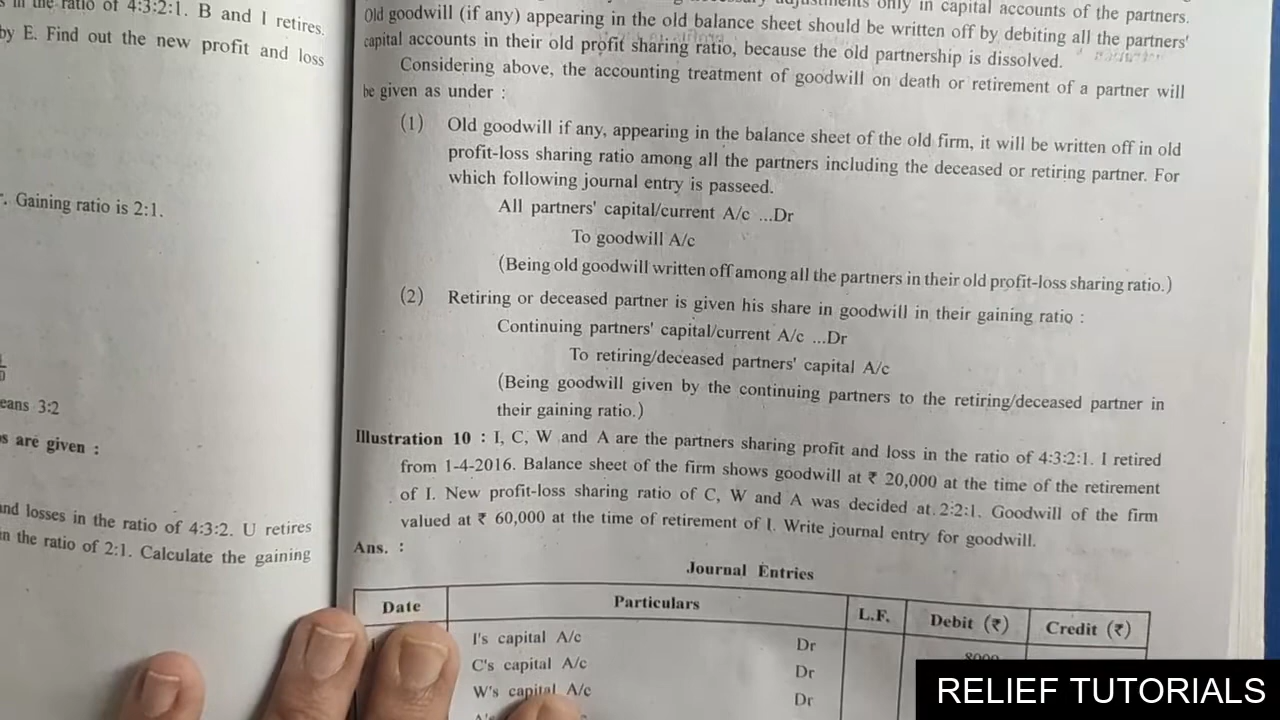 in the ratio of 4:3:2:1. B and I retires.
by E. Find out the new profit and loss
. Gaining ratio is 2:1.
eans 3:2
s are given :
and losses in the ratio of 4:3:2. U retires
in the ratio of 2:1. Calculate the gaining
only in capital accounts of the partners.
Old goodwill (if any) appearing in the old balance sheet should be written off by debiting all the partners'
capital accounts in their old profit sharing ratio, because the old partnership is dissolved.
Considering above, the accounting treatment of goodwill on death or retirement of a partner will
be given as under :
(1) Old goodwill if any, appearing in the balance sheet of the old firm, it will be written off in old
profit-loss sharing ratio among all the partners including the deceased or retiring partner. For
which following journal entry is passeed.
All partners' capital/current A/c ...Dr
To goodwill A/c
(Being old goodwill written off among all the partners in their old profit-loss sharing ratio.)
(2) Retiring or deceased partner is given his share in goodwill in their gaining ratio :
Continuing partners' capital/current A/c ...Dr
To retiring/deceased partners' capital A/c
(Being goodwill given by the continuing partners to the retiring/deceased partner in
their gaining ratio.)
Illustration 10 : I, C, W and A are the partners sharing profit and loss in the ratio of 4:3:2:1. I retired
from 1-4-2016. Balance sheet of the firm shows goodwill at ₹ 20,000 at the time of the retirement
of I. New profit-loss sharing ratio of C, W and A was decided at 2:2:1. Goodwill of the firm
valued at ₹ 60,000 at the time of retirement of I. Write journal entry for goodwill.
Ans. :
Journal Entries
Date Particulars L.F. Debit (₹) Credit (₹)
I's capital A/c Dr 8000
C's capital A/c Dr
W's capital A/c Dr
RELIEF TUTORIALS